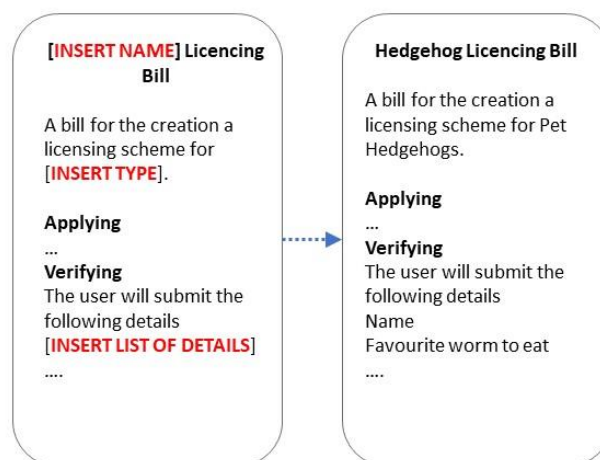 [INSERT NAME] Licencing
Bill
A bill for the creation a
licensing scheme for
[INSERT TYPE].
Applying
...
Verifying
The user will submit the
following details
[INSERT LIST OF DETAILS]
....
Hedgehog Licencing Bill
A bill for the creation a
licensing scheme for Pet
Hedgehogs.
Applying
...
Verifying
The user will submit the
following details
Name
Favourite worm to eat
....